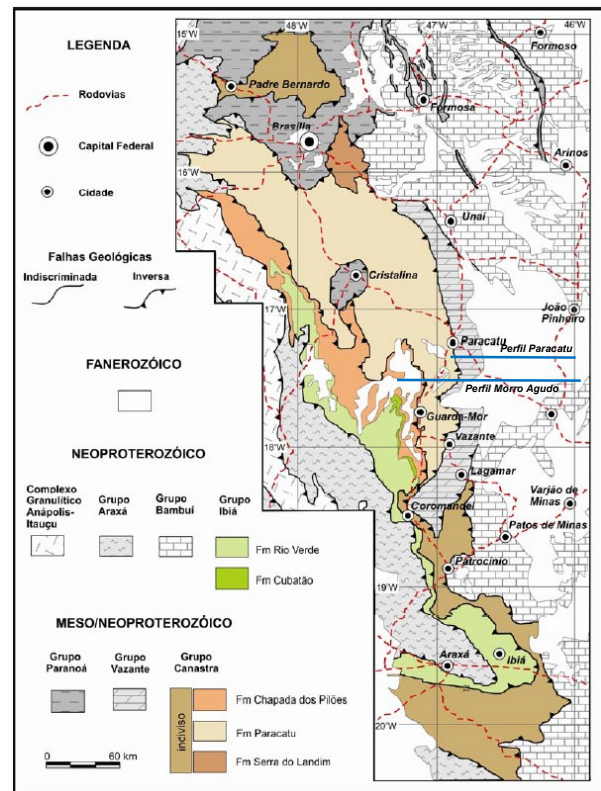 LEGENDA
Rodovias
Capital Federal
Cidade
Falhas Geológicas
Indiscriminada
Inversa
FANEROZÓICO
NEOPROTEROZÓICO
Complexo
Granulítico
Anápolis-
Itauçu
Grupo
Araxá
Grupo
Bambuí
Grupo
Ibiá
Fm Rio Verde
Fm Cubatão
MESO/NEOPROTEROZÓICO
Grupo
Paranoá
Grupo
Vazante
Grupo
Canastra
inciviso
Fm Chapada dos Pilões
Fm Paracatu
Fm Serra do Landim
0
60 km
15°W
48°W
47°W
46°W
Formoso
Padre Bernardo
Formosa
Brasília
Arinos
16°W
Unaí
Cristalina
17°W
João
Pinheiro
Paracatu
Perfil Paracatu
Perfil Morro Agudo
Guarda-Mor
18°W
Vazante
Lagamar
Varjão de
Minas
Coromandel
Patos de Minas
Patrocínio
19°W
Araxá
Ibiá
20°W